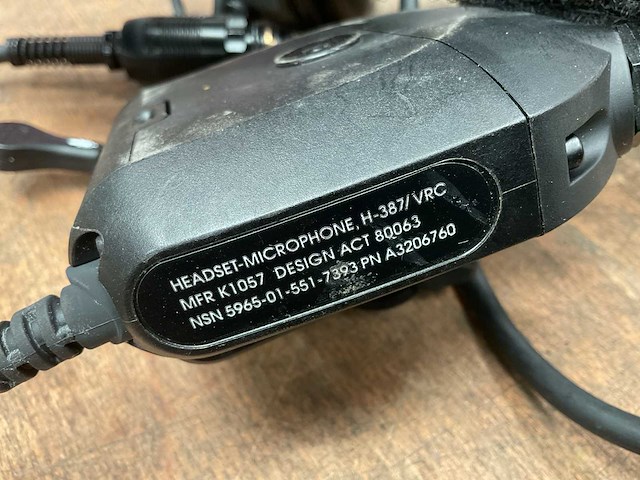 HEADSET-MICROPHONE, H-387/VRC
MFR K1057 DESIGN ACT 80063
NSN 5965-01-551-7393 PN A3206760